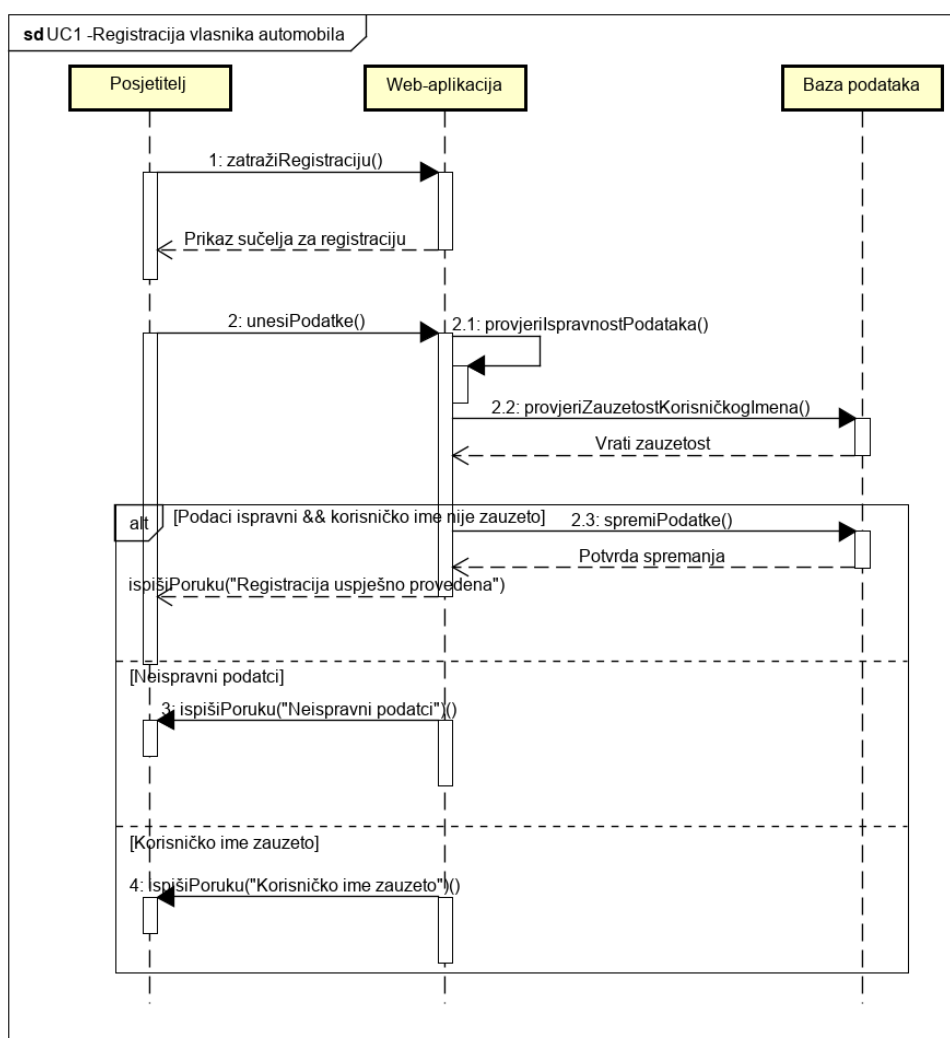 sd UC1 -Registracija vlasnika automobila
Posjetitelj
Web-aplikacija
Baza podataka
1: zatražiRegistraciju()
Prikaz sučelja za registraciju
2: unesiPodatke()
2.1: provjeriIspravnostPodataka()
2.2: provjeriZauzetostKorisničkogImena()
Vrati zauzetost
alt
[Podaci ispravni && korisničko ime nije zauzeto]
2.3: spremiPodatke()
Potvrda spremanja
ispišiPoruku("Registracija uspješno provedena")
[Neispravni podatci]
3: ispišiPoruku("Neispravni podatci")()
[Korisničko ime zauzeto]
4: ispišiPoruku("Korisničko ime zauzeto")()